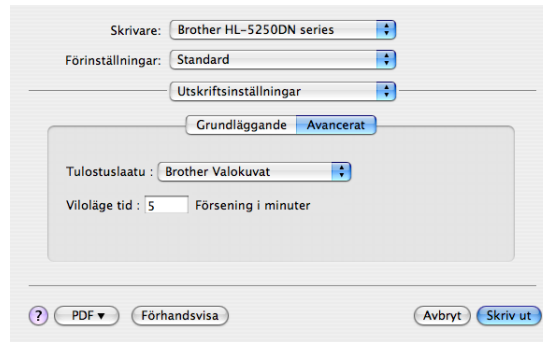 Skrivare: Brother HL-5250DN series
Förinställningar: Standard
Utskriftsinställningar
Grundläggande Avancerat
Tulostuslaatu : Brother Valokuvat
Viloläge tid : 5 Försening i minuter
? PDF ▼ Förhandsvisa Avbryt Skriv ut